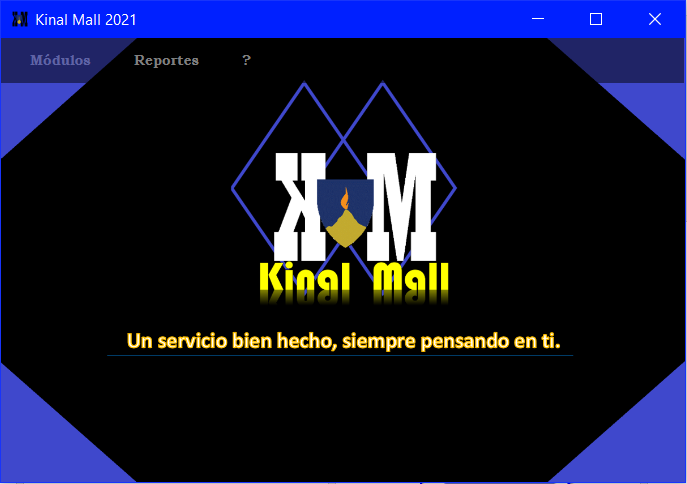 Kinal Mall 2021
Módulos Reportes ?
K M
Kinal Mall
Un servicio bien hecho, siempre pensando en ti.